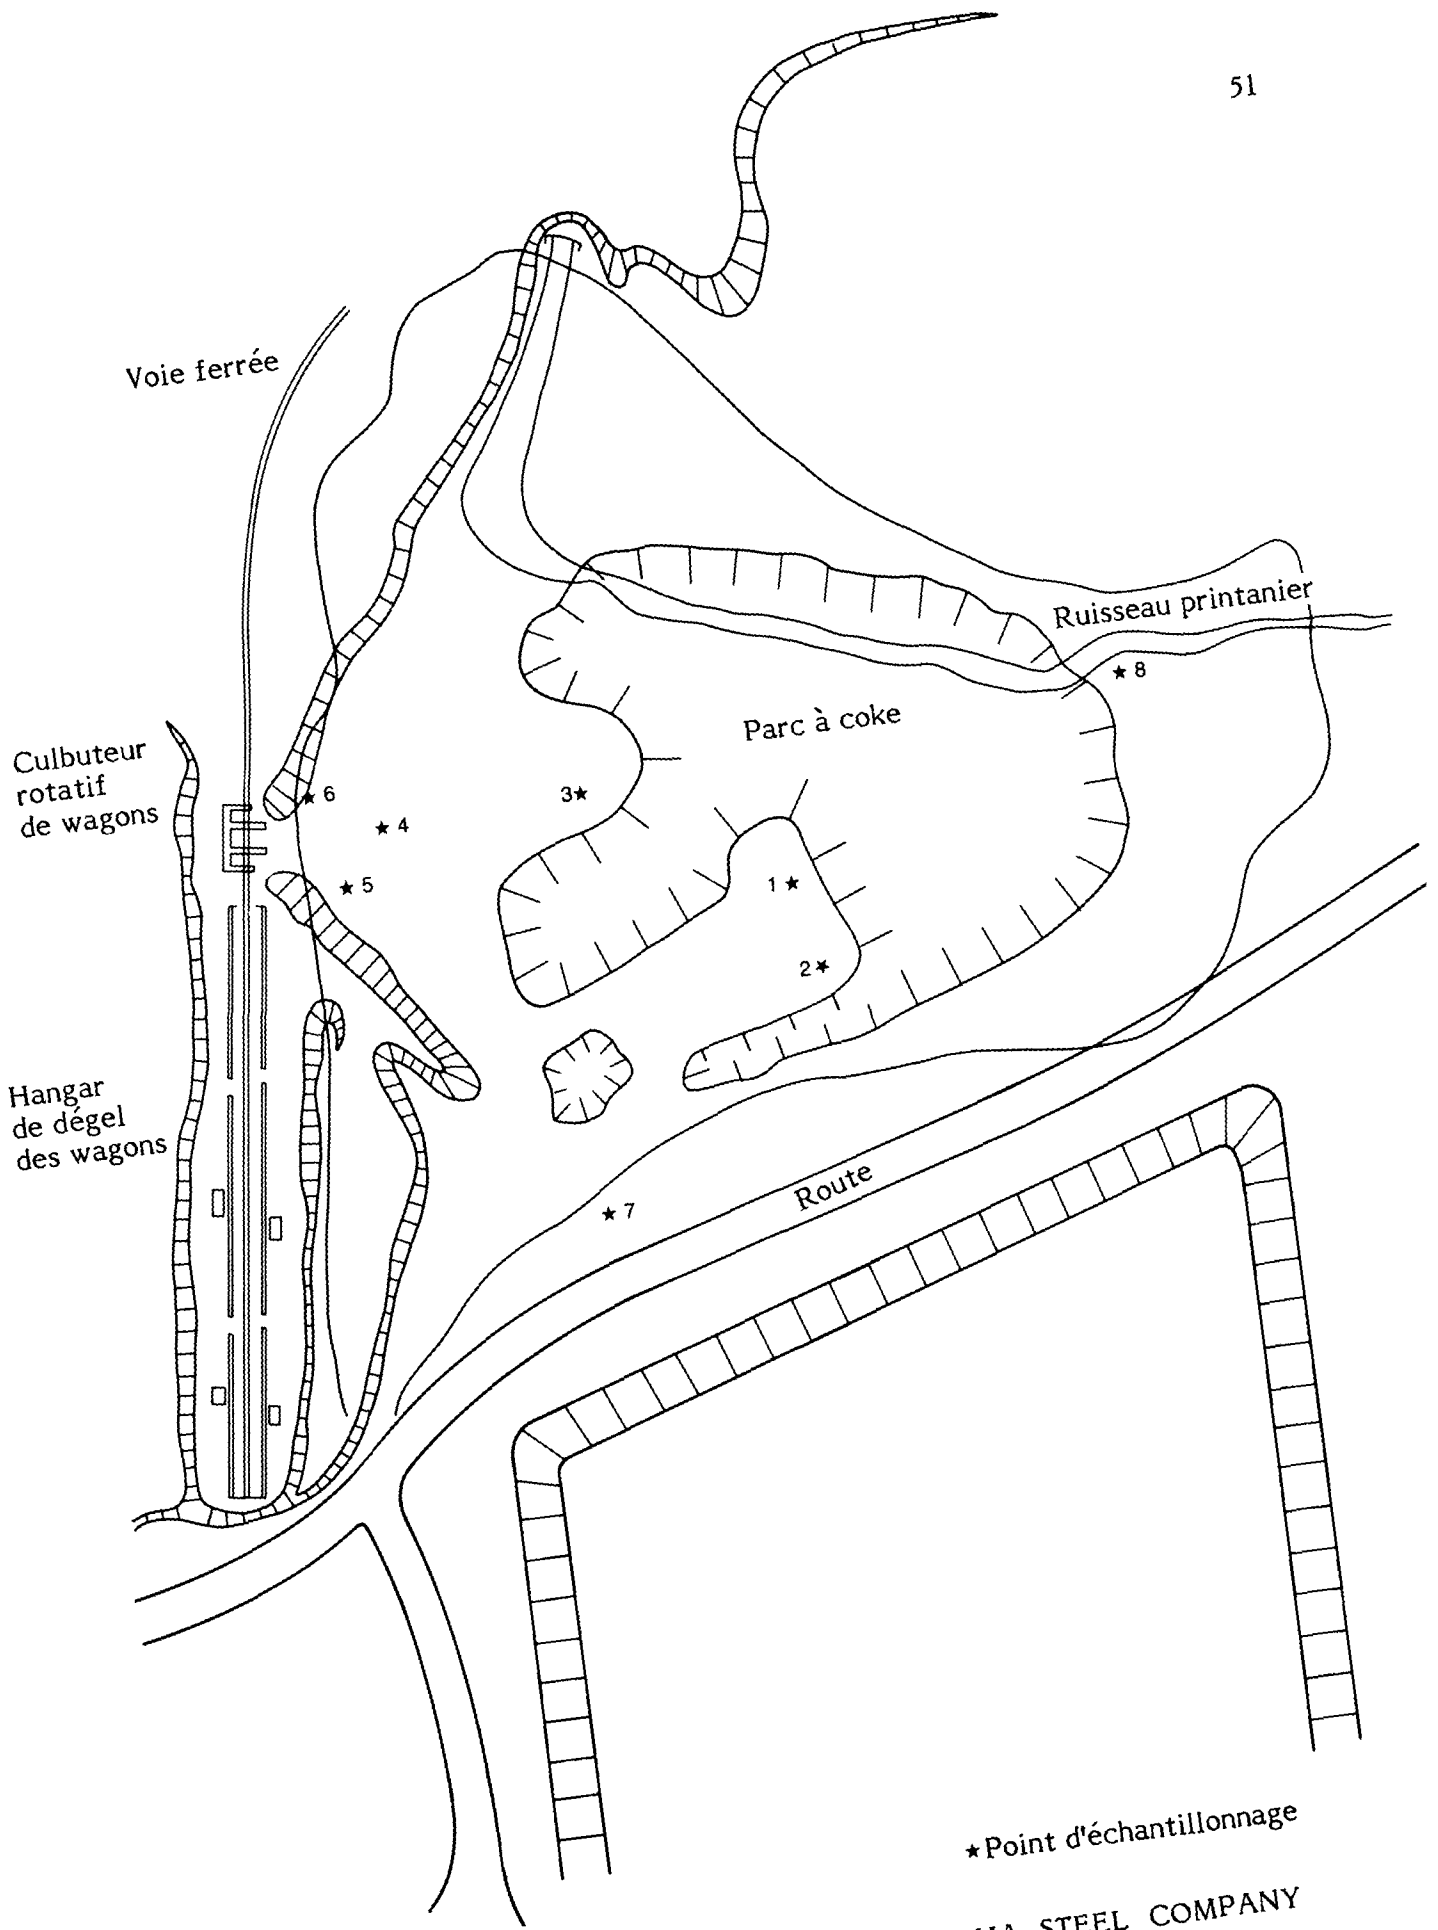 51
Voie ferrée
Ruisseau printanier
8
Parc à coke
Culbuteur
rotatif
de wagons
6
3
4
5
1
2
Hangar
de dégel
des wagons
Route
7
Point d'échantillonnage
STEEL COMPANY